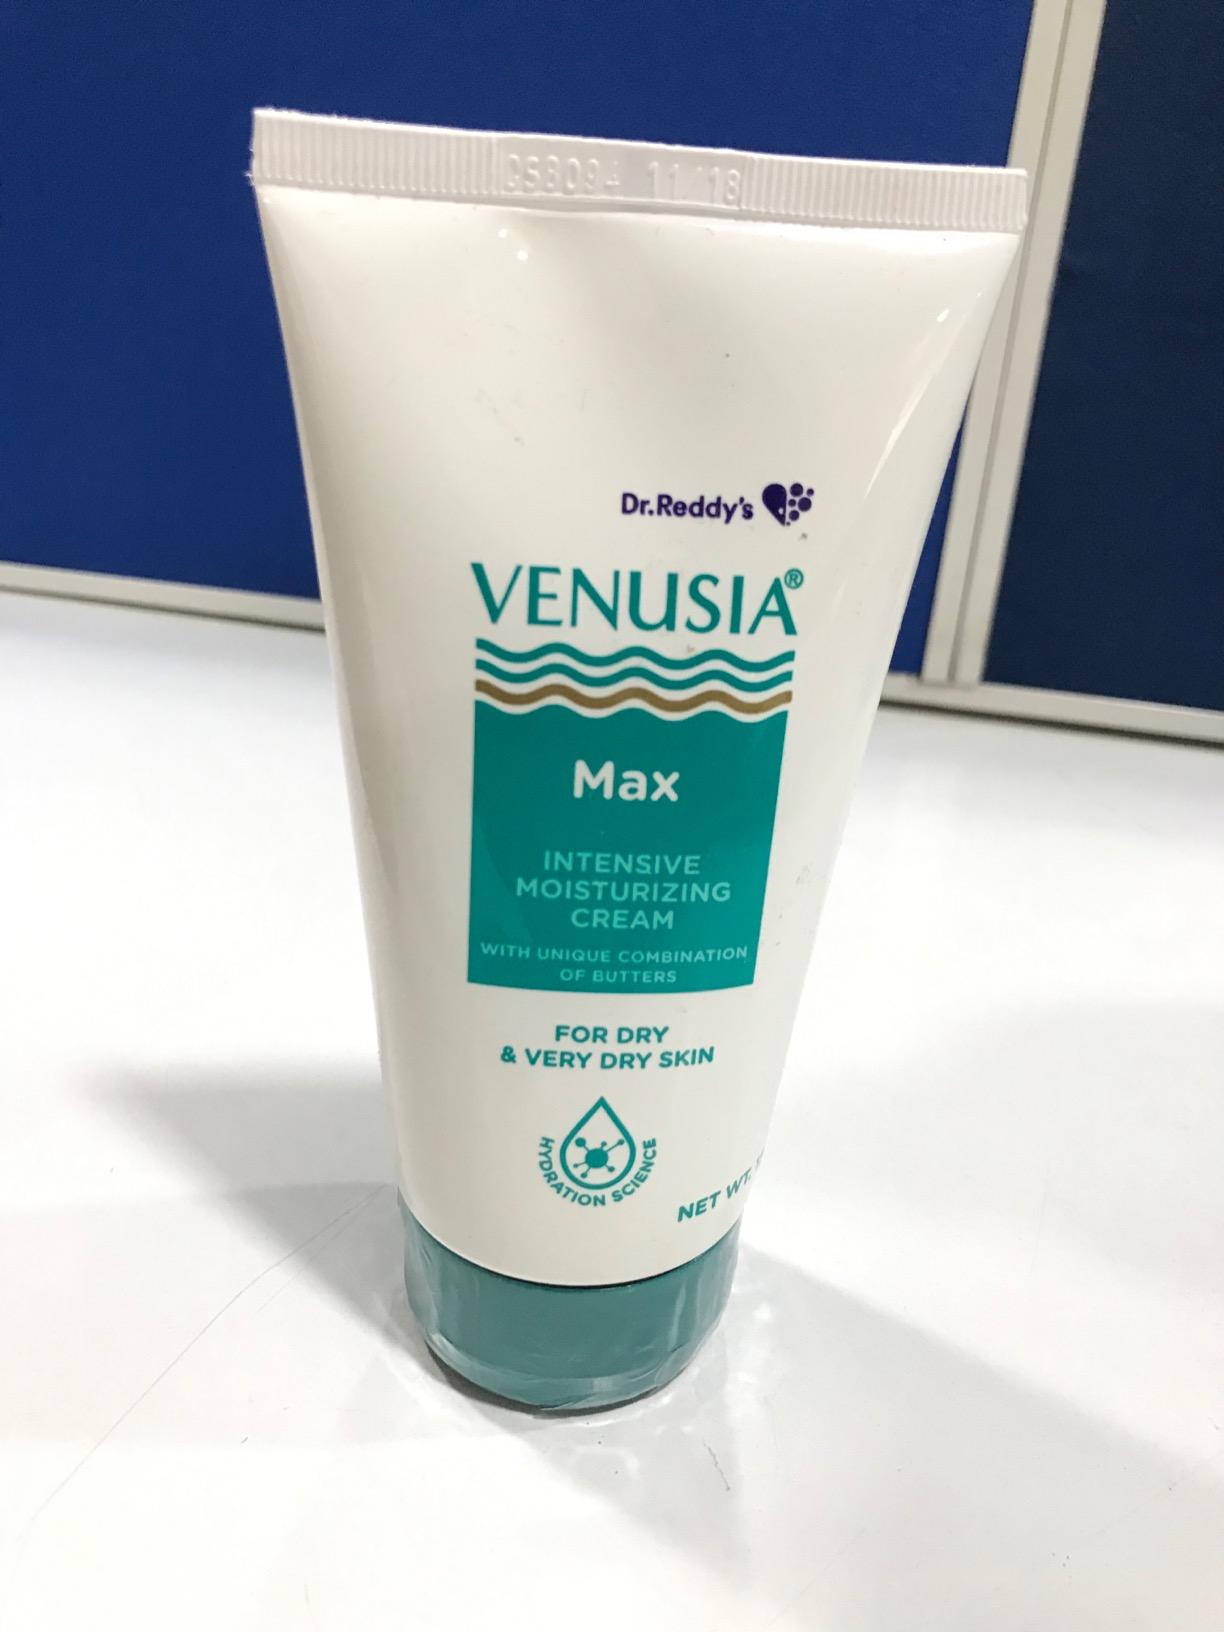 11/18
Dr.Reddy's
VENUSIA®
Max
INTENSIVE
MOISTURIZING
CREAM
WITH UNIQUE COMBINATION
OF BUTTERS
FOR DRY
& VERY DRY SKIN
HYDRATION SCIENCE
NET WT.